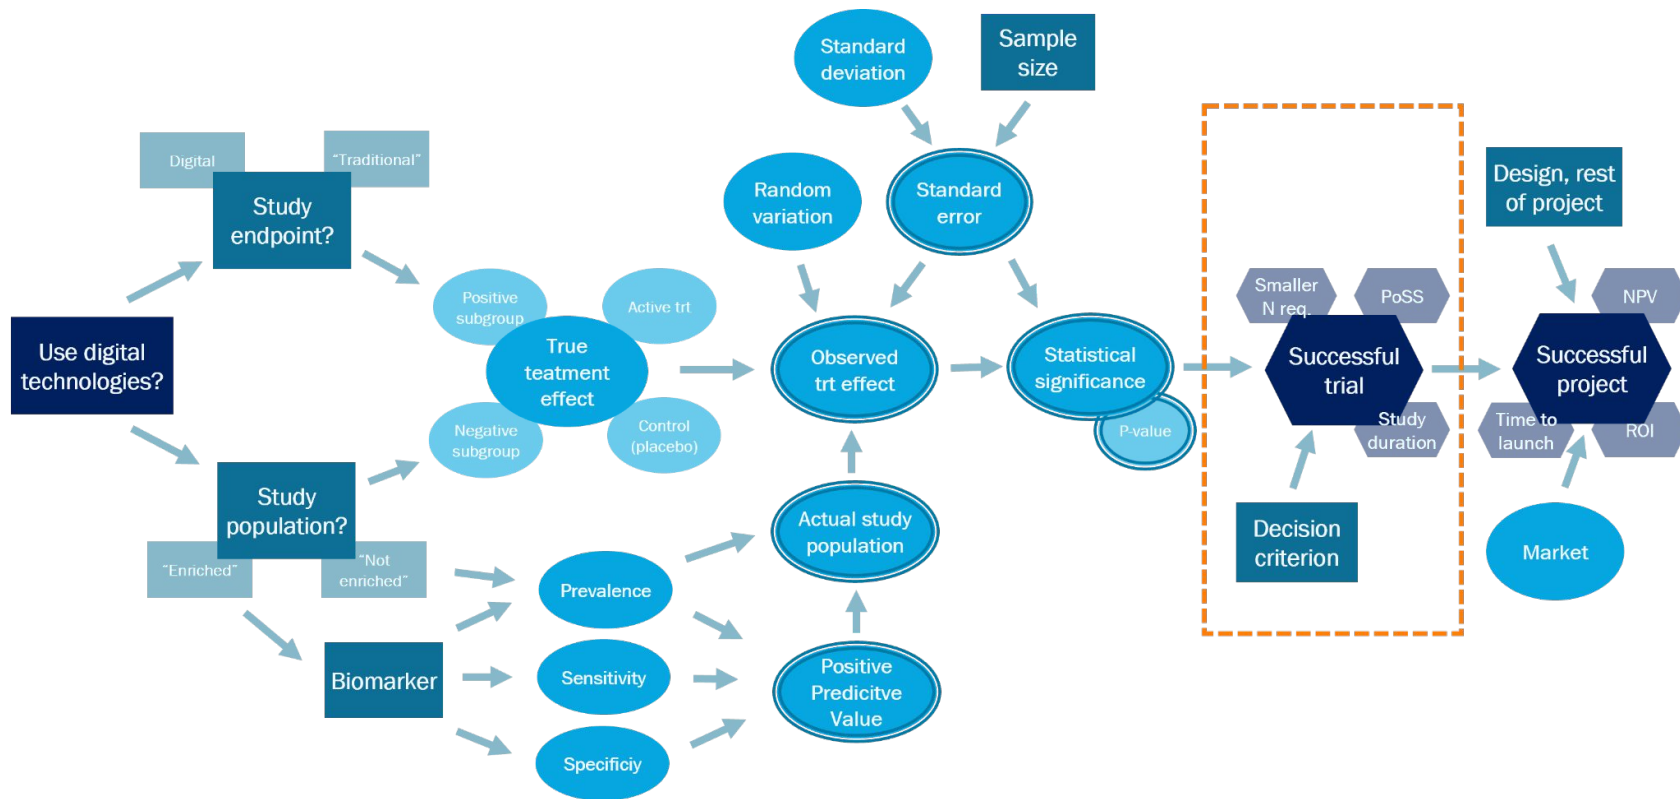 Standard
deviation
Sample
size
Digital
"Traditional"
Study
endpoint?
Random
variation
Standard
error
Design, rest
of project
Positive
subgroup
Active trt
Smaller
N req.
PoSS
NPV
Use digital
technologies?
True
teatment
effect
Observed
trt effect
Statistical
significance
Successful
trial
Successful
project
Negative
subgroup
Control
(placebo)
P-value
Study
duration
Time to
launch
ROI
Study
population?
"Enriched"
"Not
enriched"
Actual study
population
Decision
criterion
Market
Prevalence
Biomarker
Sensitivity
Positive
Predicitve
Value
Specificiy